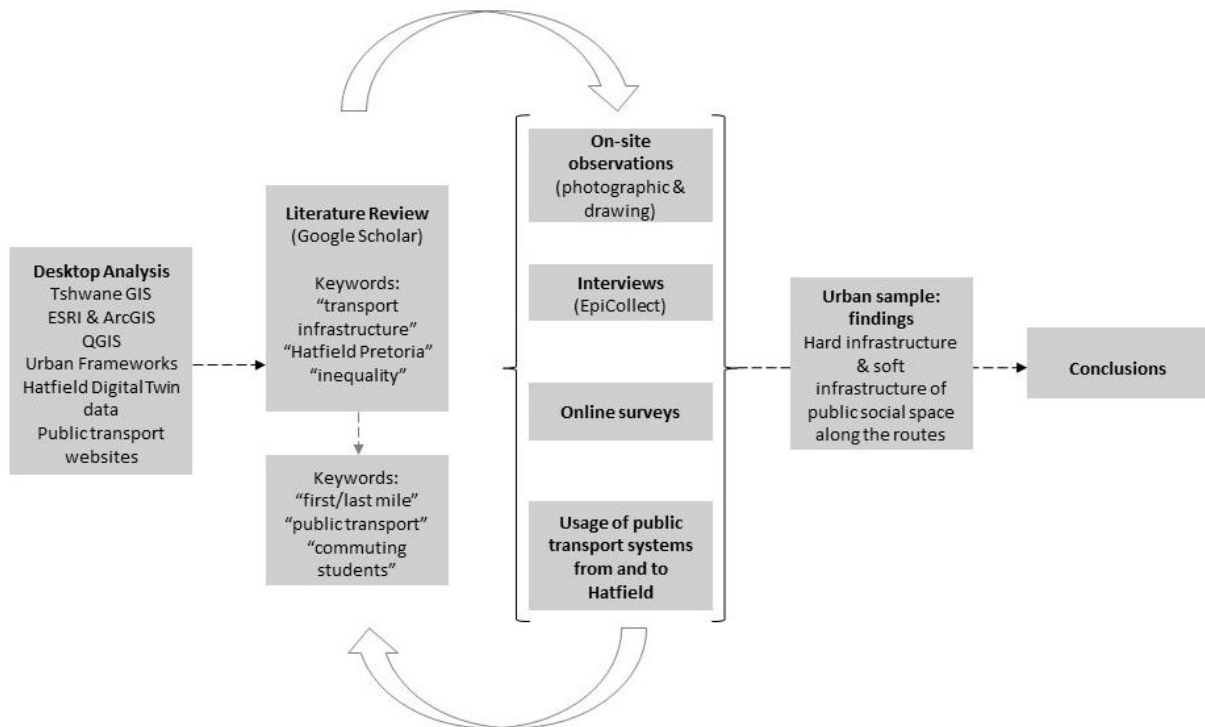 Desktop Analysis
Tshwane GIS
ESRI & ArcGIS
QGIS
Urban Frameworks
Hatfield Digital Twin
data
Public transport
websites
Literature Review
(Google Scholar)
Keywords:
“transport
infrastructure”
“Hatfield Pretoria”
“inequality”
Keywords:
“first/last mile”
“public transport”
“commuting
students”
On-site
observations
(photographic &
drawing)
Interviews
(EpiCollect)
Online surveys
Usage of public
transport systems
from and to
Hatfield
Urban sample:
findings
Hard infrastructure
& soft
infrastructure of
public social space
along the routes
Conclusions